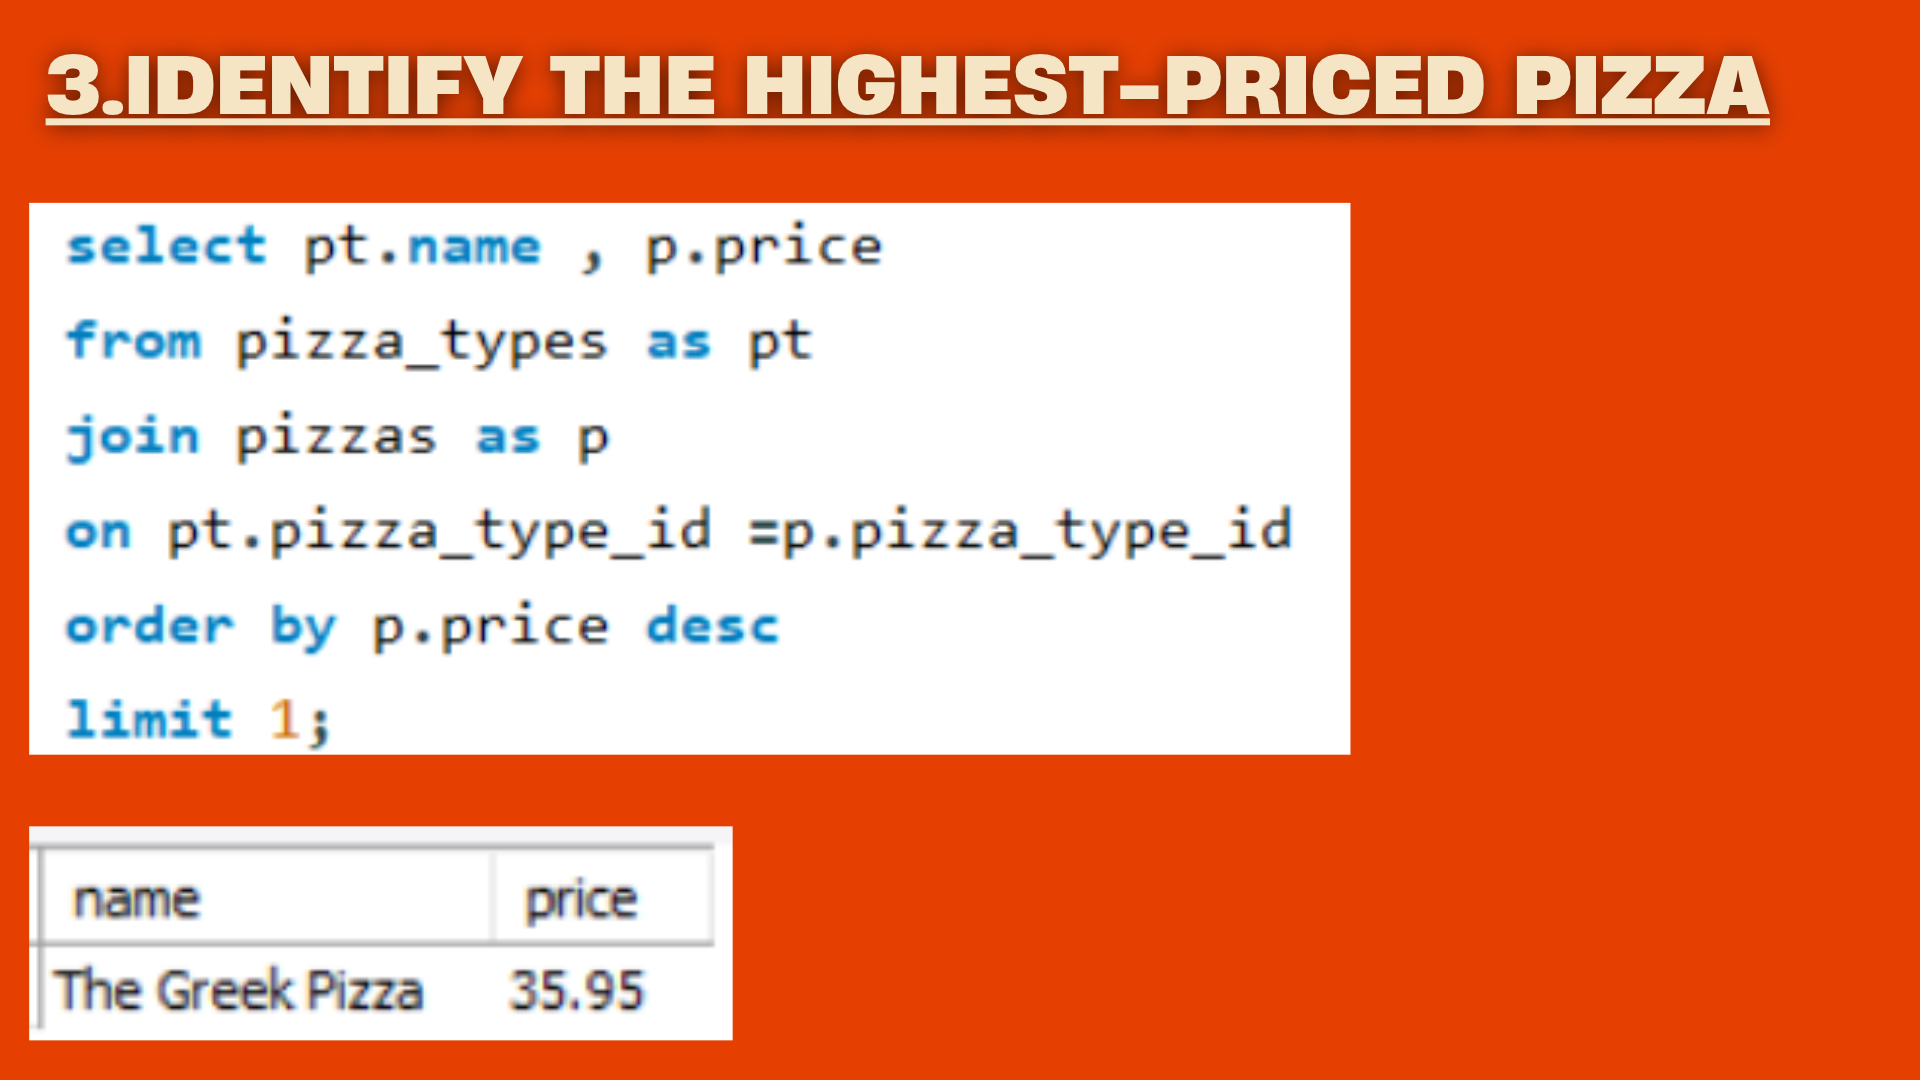 3.IDENTIFY THE HIGHEST-PRICED PIZZA
select pt.name , p.price
from pizza_types as pt
join pizzas as p
on pt.pizza_type_id =p.pizza_type_id
order by p.price desc
limit 1;
name price
The Greek Pizza 35.95